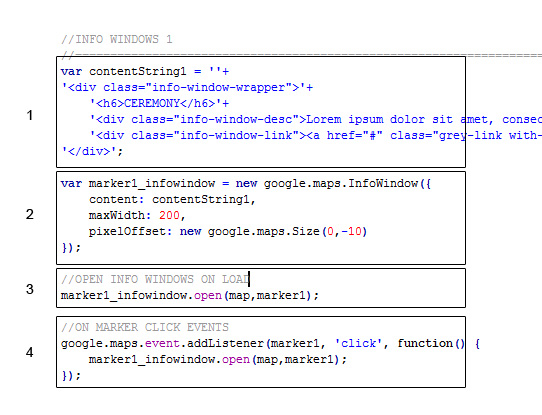 //INFO WINDOWS 1
//==================================================================
1
var contentString1 = ''+
'<div class="info-window-wrapper">'+
'<h6>CEREMONY</h6>'+
'<div class="info-window-desc">Lorem ipsum dolor sit amet, consec
'<div class="info-window-link"><a href="#" class="grey-link with-
'</div>';
2
var marker1_infowindow = new google.maps.InfoWindow({
content: contentString1,
maxWidth: 200,
pixelOffset: new google.maps.Size(0,-10)
});
3
//OPEN INFO WINDOWS ON LOAD
marker1_infowindow.open(map,marker1);
4
//ON MARKER CLICK EVENTS
google.maps.event.addListener(marker1, 'click', function() {
marker1_infowindow.open(map,marker1);
});